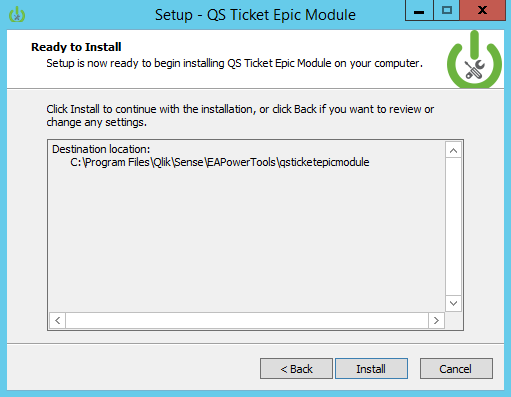 Setup - QS Ticket Epic Module
Ready to Install
Setup is now ready to begin installing QS Ticket Epic Module on your computer.
Click Install to continue with the installation, or click Back if you want to review or
change any settings.
Destination location:
C:\Program Files\Qlik\Sense\EAPowerTools\qsticketepicmodule
< Back
Install
Cancel